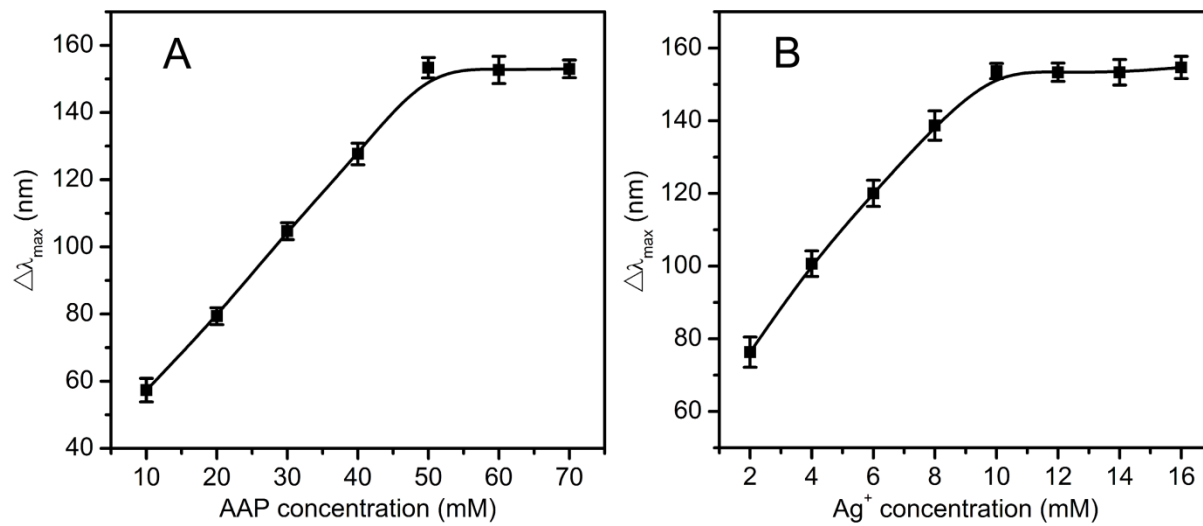 A
160
140
120
100
80
60
40
△λmax (nm)
10 20 30 40 50 60 70
AAP concentration (mM)
B
160
140
120
100
80
60
△λmax (nm)
2 4 6 8 10 12 14 16
Ag⁺ concentration (mM)